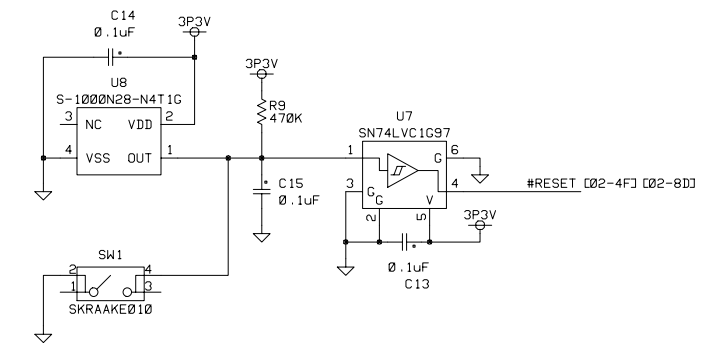 C14
0.1uF
3P3V
U8
S-1000N28-N4T1G
3 NC VDD 2
4 VSS OUT 1
3P3V
R9
470K
C15
0.1uF
U7
SN74LVC1G97
1 G 6
3 G 4
G V
2 5
#RESET [02-4F] [02-8D]
3P3V
0.1uF
C13
SW1
2 4
1 3
SKRAAKE010